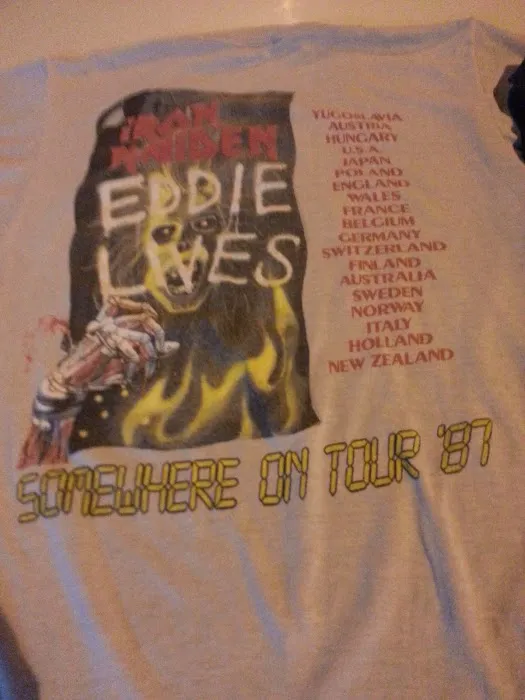 IRON
MAIDEN
EDDIE
LIVES
YUGOSLAVIA
AUSTRIA
HUNGARY
U.S.A.
JAPAN
POLAND
ENGLAND
WALES
FRANCE
BELGIUM
GERMANY
SWITZERLAND
FINLAND
AUSTRALIA
SWEDEN
NORWAY
ITALY
HOLLAND
NEW ZEALAND
SOMEWHERE ON TOUR '87